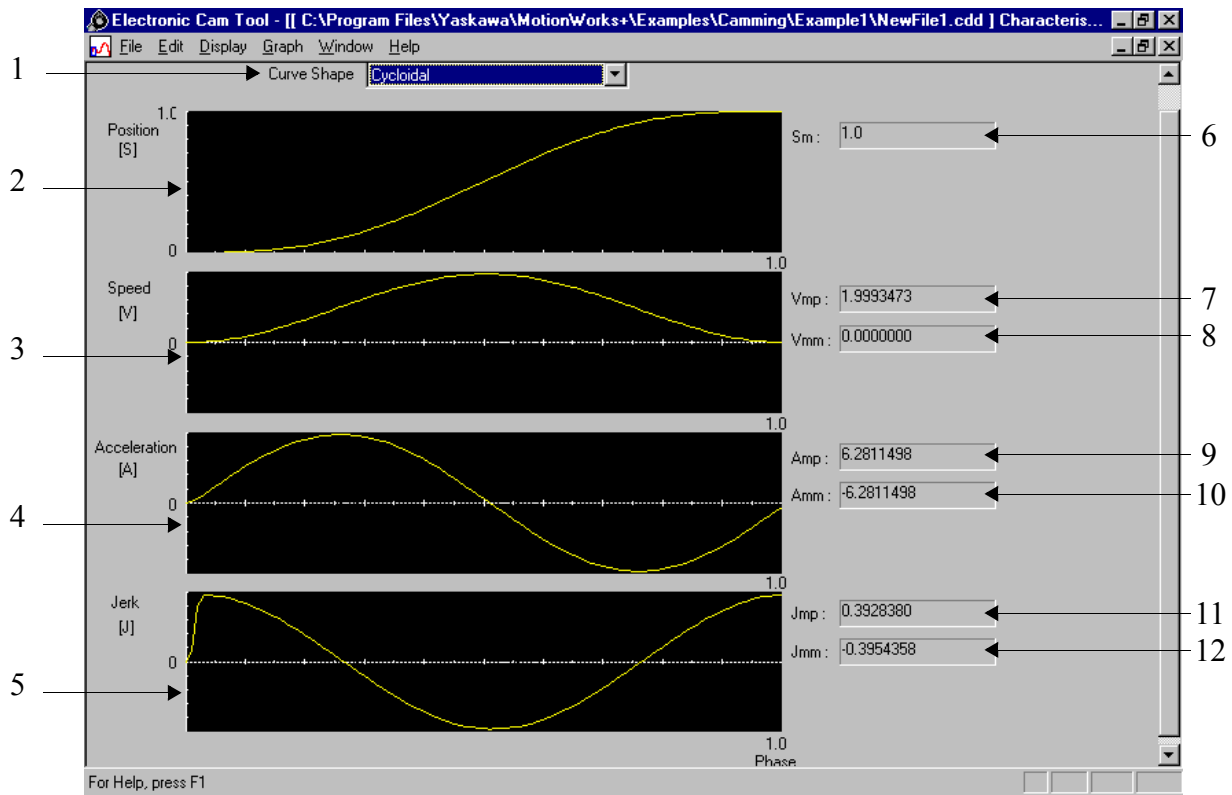 Electronic Cam Tool - [[ C:\Program Files\Yaskawa\MotionWorks+\Examples\Camming\Example1\NewFile1.cdd ] Characteris...
File Edit Display Graph Window Help
1
Curve Shape Cycloidal
1.0
Position
[S]
2
0
1.0
Sm : 1.0
6
Speed
[V]
3
0
1.0
Vmp : 1.9993473
7
Vmm : 0.0000000
8
Acceleration
[A]
4
0
1.0
Amp : 6.2811498
9
Amm : -6.2811498
10
Jerk
[J]
5
0
1.0
Phase
Jmp : 0.3928380
11
Jmm : -0.3954358
12
For Help, press F1